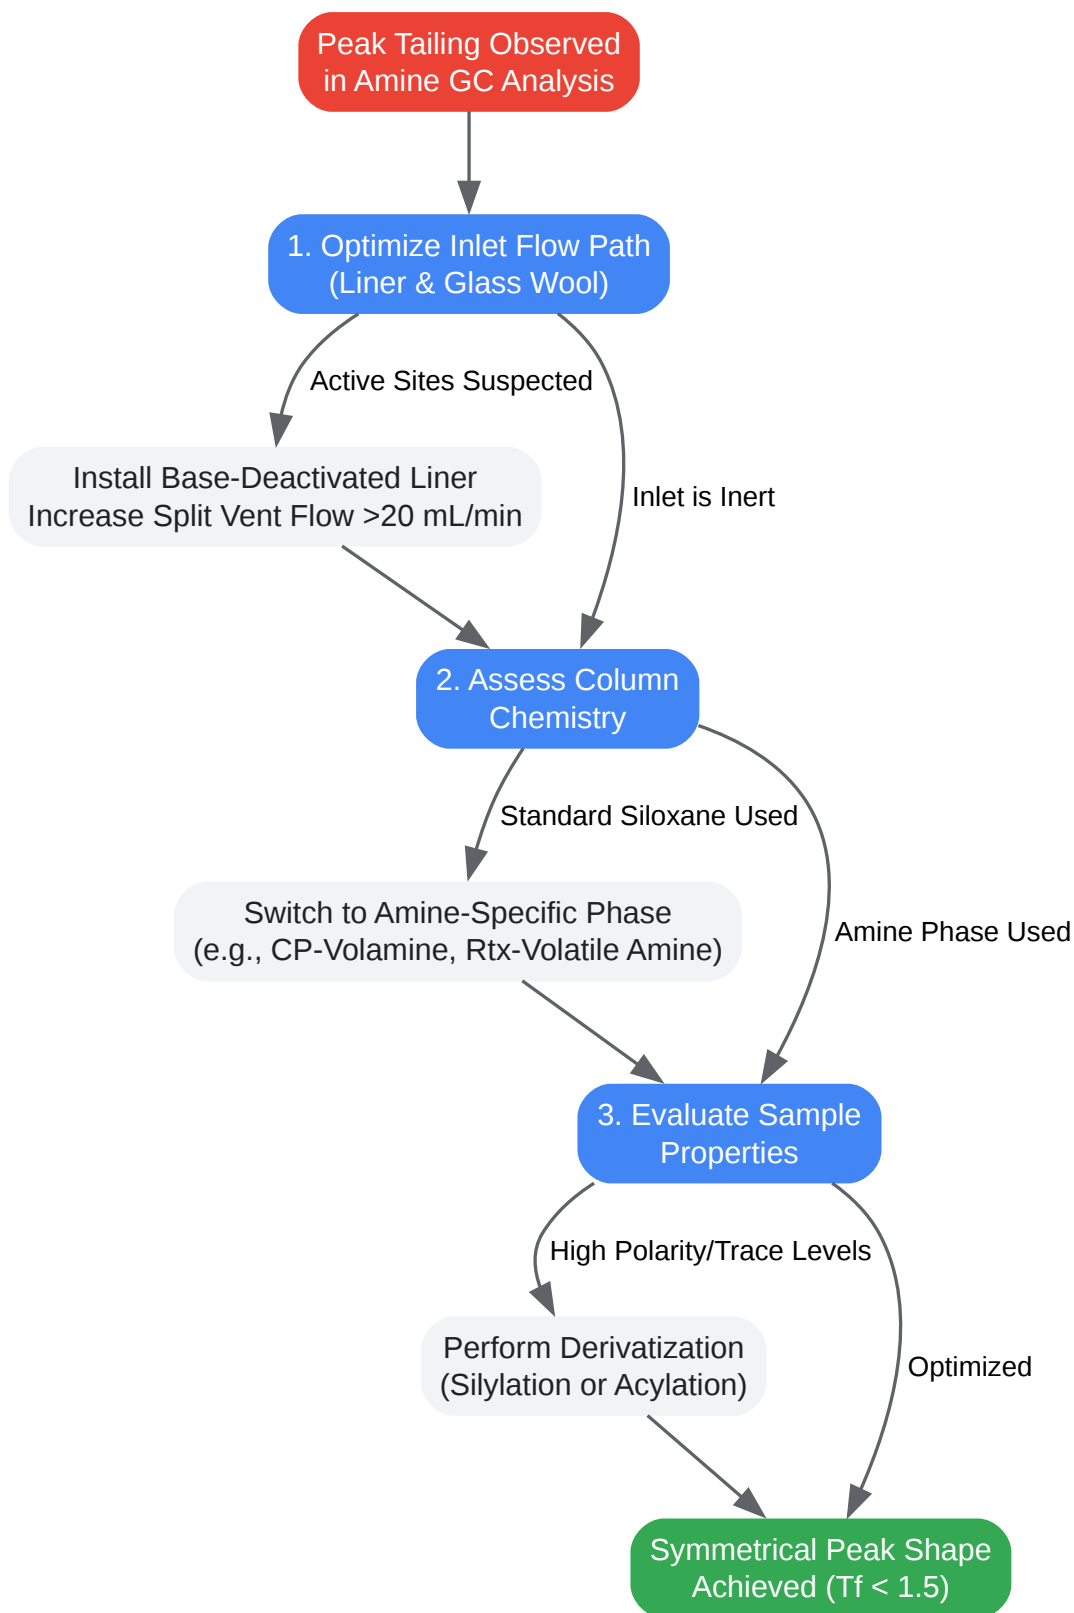 Peak Tailing Observed
in Amine GC Analysis
1. Optimize Inlet Flow Path
(Liner & Glass Wool)
Active Sites Suspected
Install Base-Deactivated Liner
Increase Split Vent Flow >20 mL/min
Inlet is Inert
2. Assess Column
Chemistry
Standard Siloxane Used
Switch to Amine-Specific Phase
(e.g., CP-Volamine, Rtx-Volatile Amine)
Amine Phase Used
3. Evaluate Sample
Properties
High Polarity/Trace Levels
Perform Derivatization
(Silylation or Acylation)
Optimized
Symmetrical Peak Shape
Achieved (Tf < 1.5)